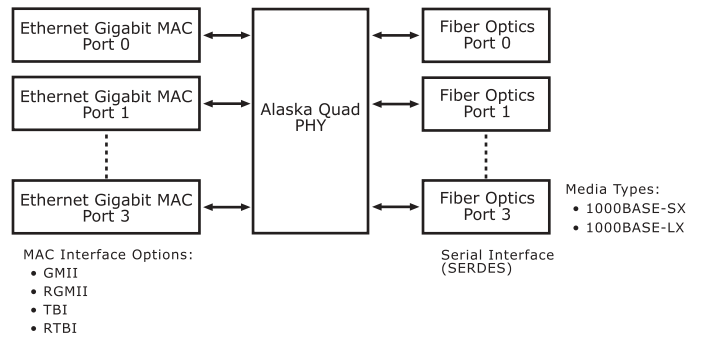 Ethernet Gigabit MAC
Port 0
Alaska Quad
PHY
Fiber Optics
Port 0
Ethernet Gigabit MAC
Port 1
Fiber Optics
Port 1
Ethernet Gigabit MAC
Port 3
Fiber Optics
Port 3
Media Types:
• 1000BASE-SX
• 1000BASE-LX
MAC Interface Options:
• GMII
• RGMII
• TBI
• RTBI
Serial Interface
(SERDES)